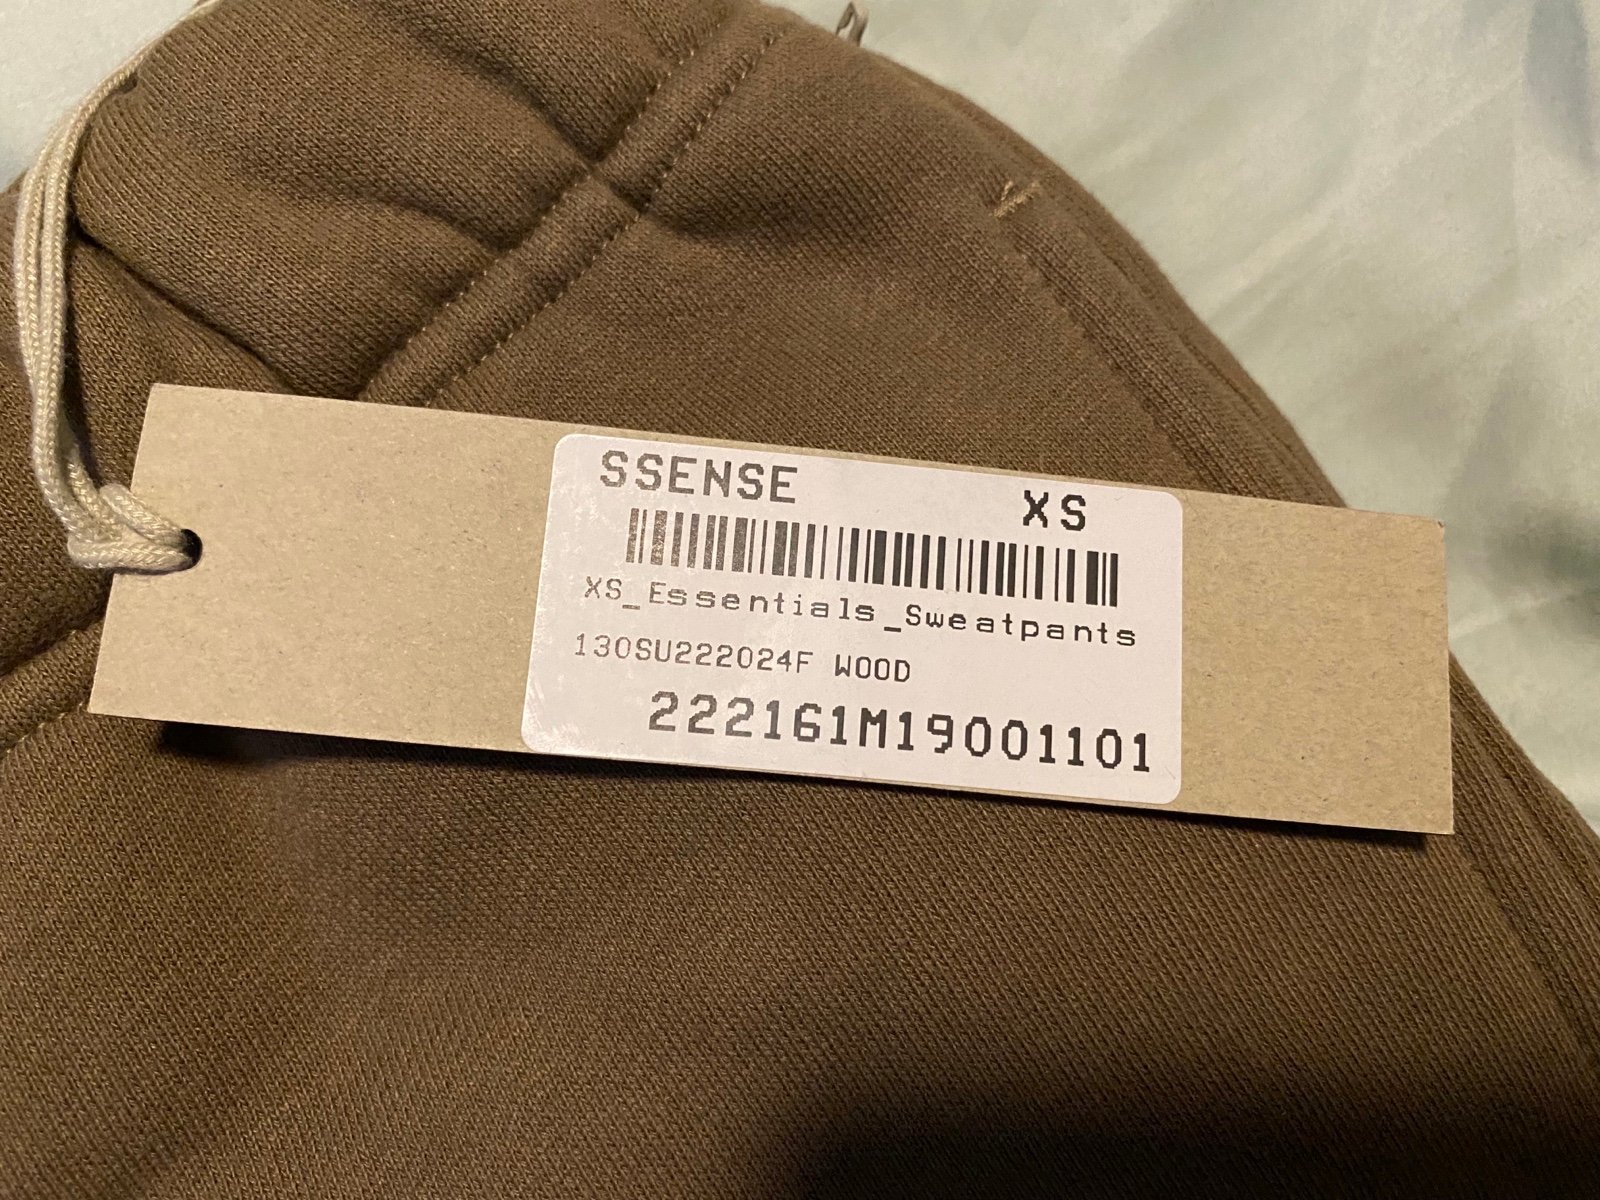 SSENSE XS
XS_Essentials_Sweatpants
130SU222024F WOOD
222161M19001101